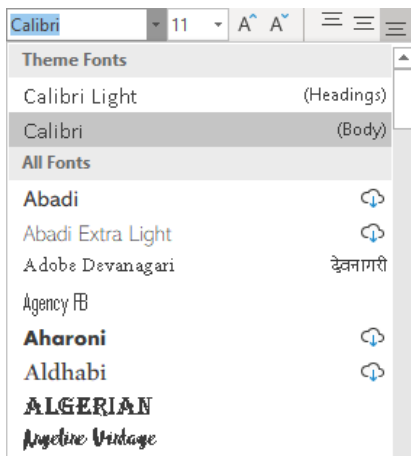 Calibri 11 A A
Theme Fonts
Calibri Light (Headings)
Calibri (Body)
All Fonts
Abadi
Abadi Extra Light
Adobe Devanagari देवनागरी
Agency FB
Aharoni
Aldhabi
ALGERIAN
Angeline Vintage